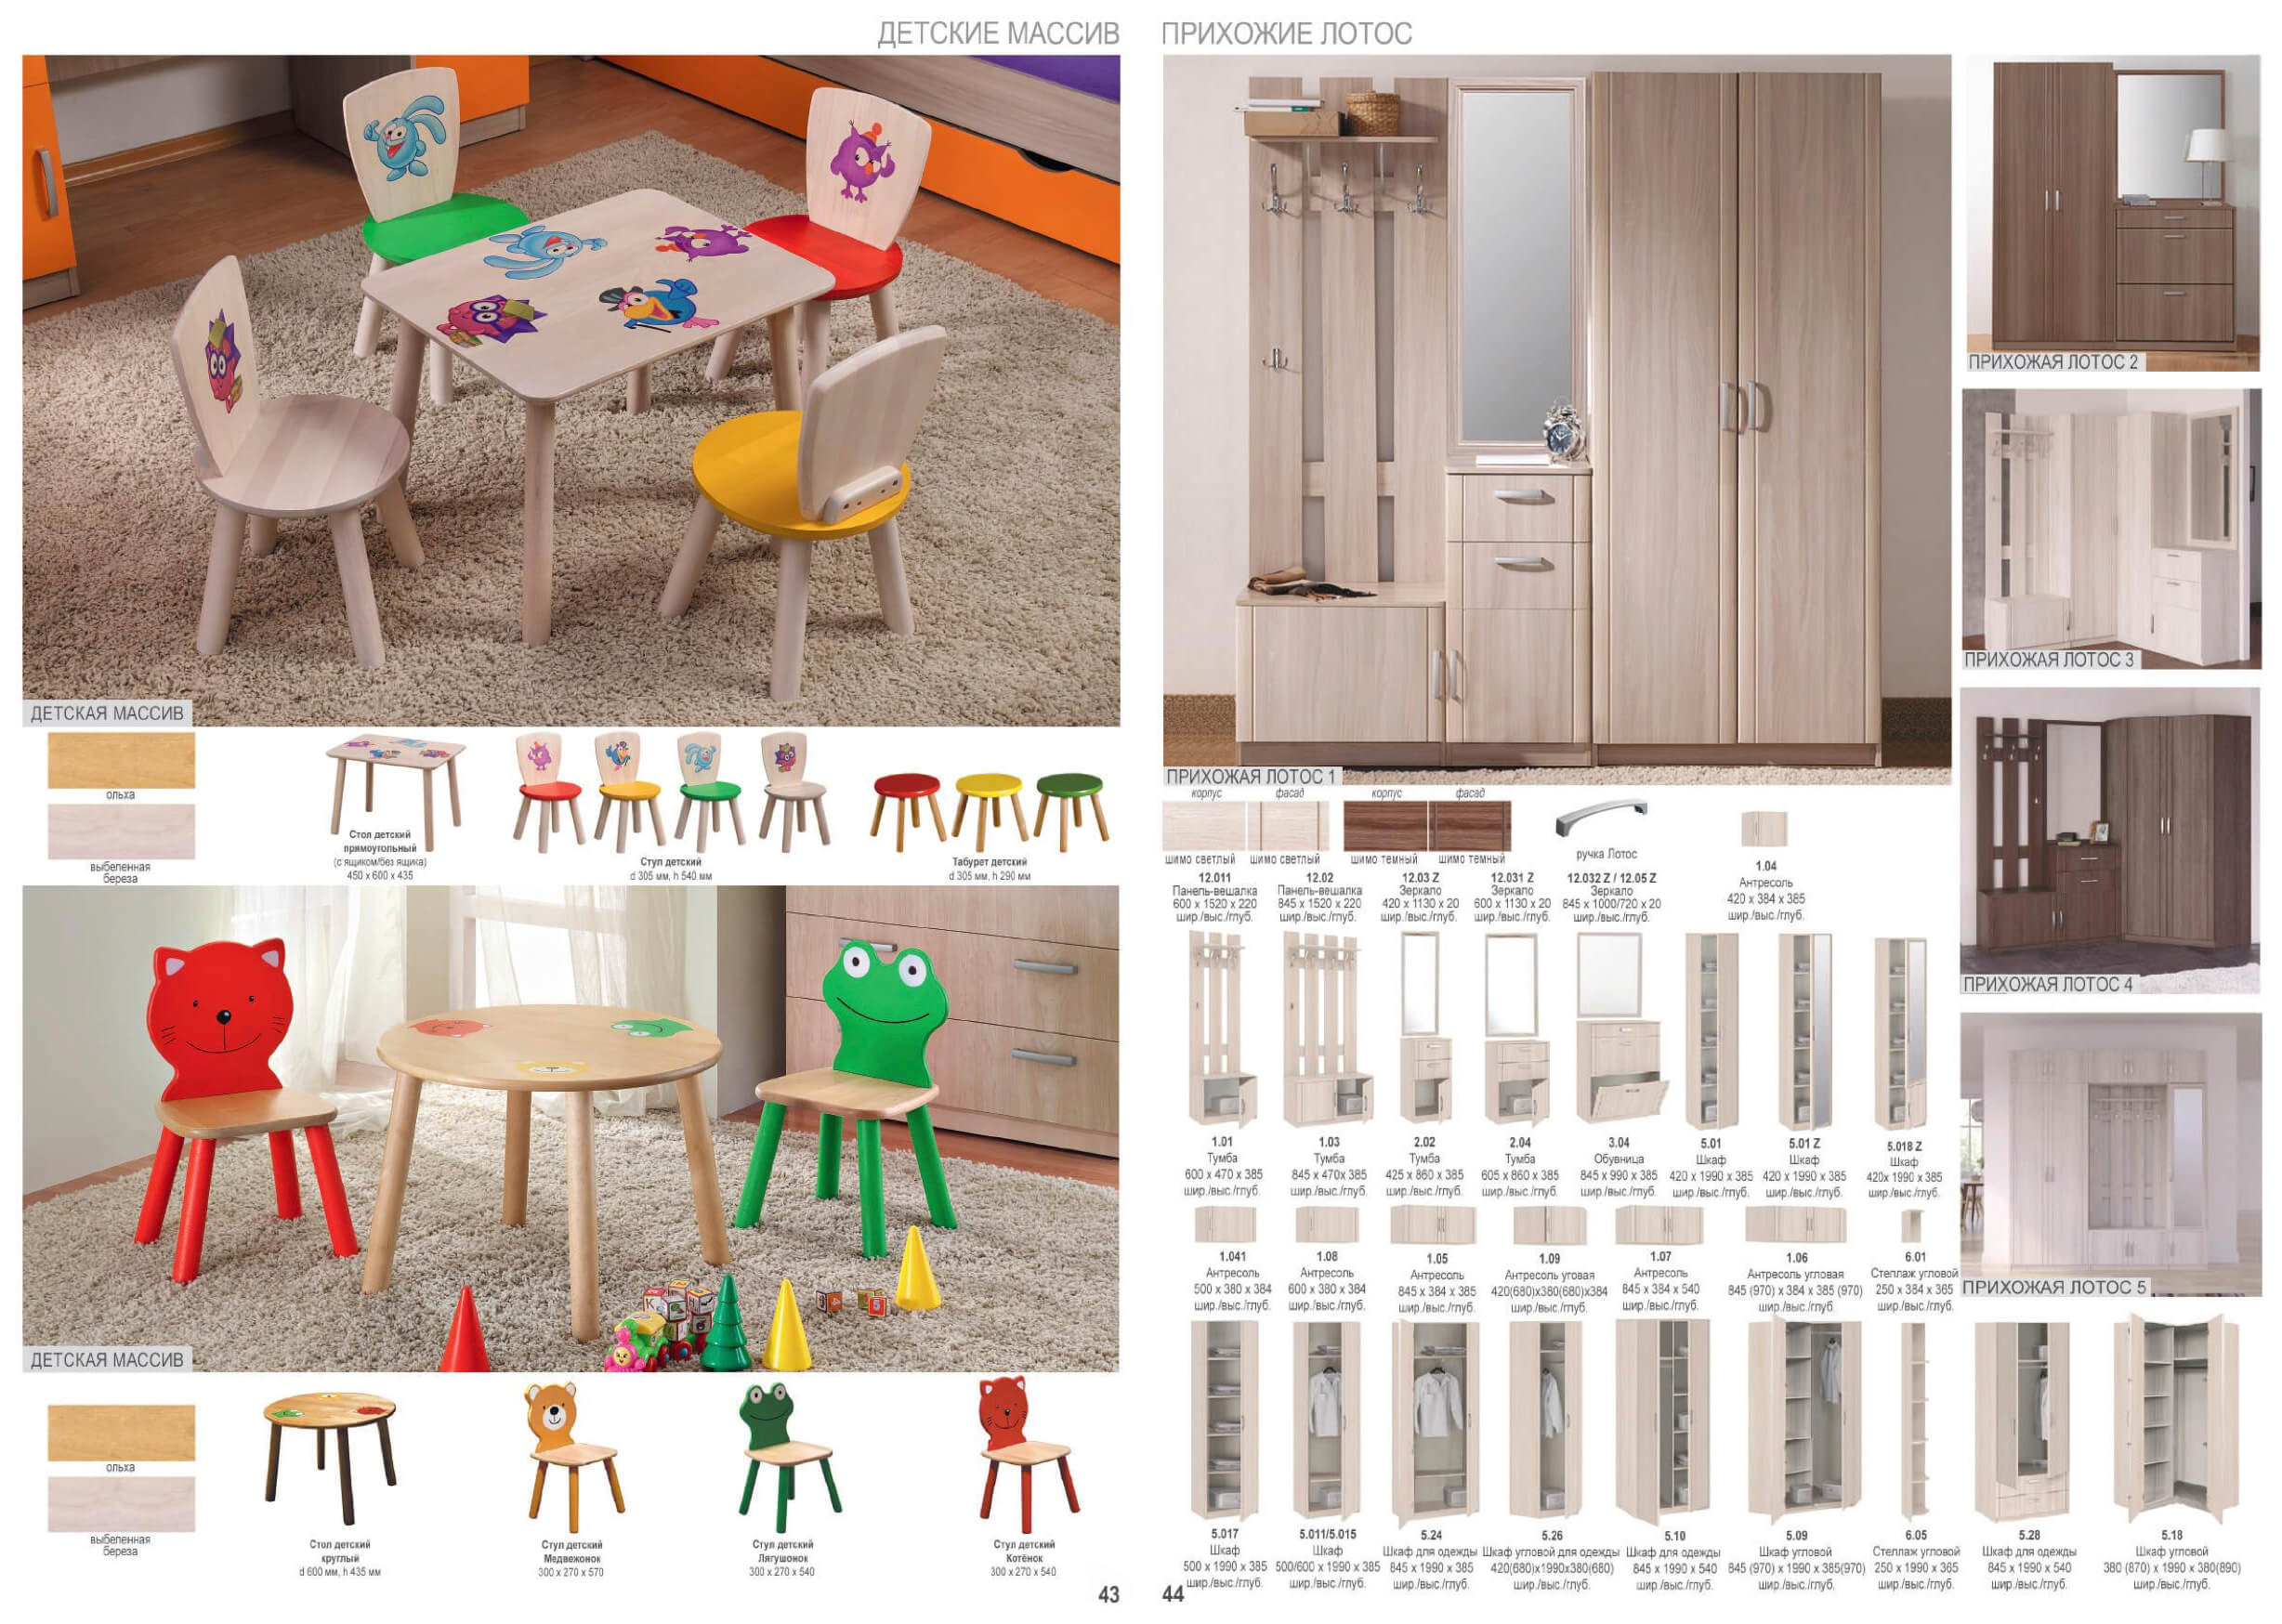 ДЕТСКИЕ МАССИВ
ДЕТСКАЯ МАССИВ
ольха
выбеленная
береза
Стол детский
прямоугольный
(с ящиком/без ящика)
450 x 600 x 435
Стул детский
d 305 мм, h 540 мм
Табурет детский
d 305 мм, h 290 мм
ДЕТСКАЯ МАССИВ
ольха
выбеленная
береза
Стол детский
круглый
d 600 мм, h 435 мм
Стул детский
Медвежонок
300 x 270 x 570
Стул детский
Лягушонок
300 x 270 x 540
Стул детский
Котёнок
300 x 270 x 540
43
ПРИХОЖИЕ ЛОТОС
ПРИХОЖАЯ ЛОТОС 1
ПРИХОЖАЯ ЛОТОС 2
ПРИХОЖАЯ ЛОТОС 3
ПРИХОЖАЯ ЛОТОС 4
ПРИХОЖАЯ ЛОТОС 5
корпус фасад корпус фасад
шимо светлый шимо светлый шимо темный шимо темный
ручка Лотос
1.04
Антресоль
420 x 384 x 385
шир./выс./глуб.
12.011
Панель-вешалка
600 x 1520 x 220
шир./выс./глуб.
12.02
Панель-вешалка
845 x 1520 x 220
шир./выс./глуб.
12.03 Z
Зеркало
420 x 1130 x 20
шир./выс./глуб.
12.031 Z
Зеркало
600 x 1130 x 20
шир./выс./глуб.
12.032 Z / 12.05 Z
Зеркало
845 x 1000/720 x 20
шир./выс./глуб.
1.01
Тумба
600 x 470 x 385
шир./выс./глуб.
1.03
Тумба
845 x 470x 385
шир./выс./глуб.
2.02
Тумба
425 x 860 x 385
шир./выс./глуб.
2.04
Тумба
605 x 860 x 385
шир./выс./глуб.
3.04
Обувница
845 x 990 x 385
шир./выс./глуб.
5.01
Шкаф
420 x 1990 x 385
шир./выс./глуб.
5.01 Z
Шкаф
420 x 1990 x 385
шир./выс./глуб.
5.018 Z
Шкаф
420x 1990 x 385
шир./выс./глуб.
1.041
Антресоль
500 x 380 x 384
шир./выс./глуб.
1.08
Антресоль
600 x 380 x 384
шир./выс./глуб.
1.05
Антресоль
845 x 384 x 385
шир./выс./глуб.
1.09
Антресоль уговая
420(680)x380(680)x384
шир./выс./глуб.
1.07
Антресоль
845 x 384 x 540
шир./выс./глуб.
1.06
Антресоль угловая
845 (970) x 384 x 385 (970)
шир./выс./глуб.
6.01
Стеллаж угловой
250 x 384 x 365
шир./выс./глуб.
5.017
Шкаф
500 x 1990 x 385
шир./выс./глуб.
5.011/5.015
Шкаф
500/600 x 1990 x 385
шир./выс./глуб.
5.24
Шкаф для одежды
845 x 1990 x 385
шир./выс./глуб.
5.26
Шкаф угловой для одежды
420(680)x1990x380(680)
шир./выс./глуб.
5.10
Шкаф для одежды
845 x 1990 x 540
шир./выс./глуб.
5.09
Шкаф угловой
845 (970) x 1990 x 385(970)
шир./выс./глуб.
6.05
Стеллаж угловой
250 x 1990 x 365
шир./выс./глуб.
5.28
Шкаф для одежды
845 x 1990 x 540
шир./выс./глуб.
5.18
Шкаф угловой
380 (870) x 1990 x 380(890)
шир./выс./глуб.
44